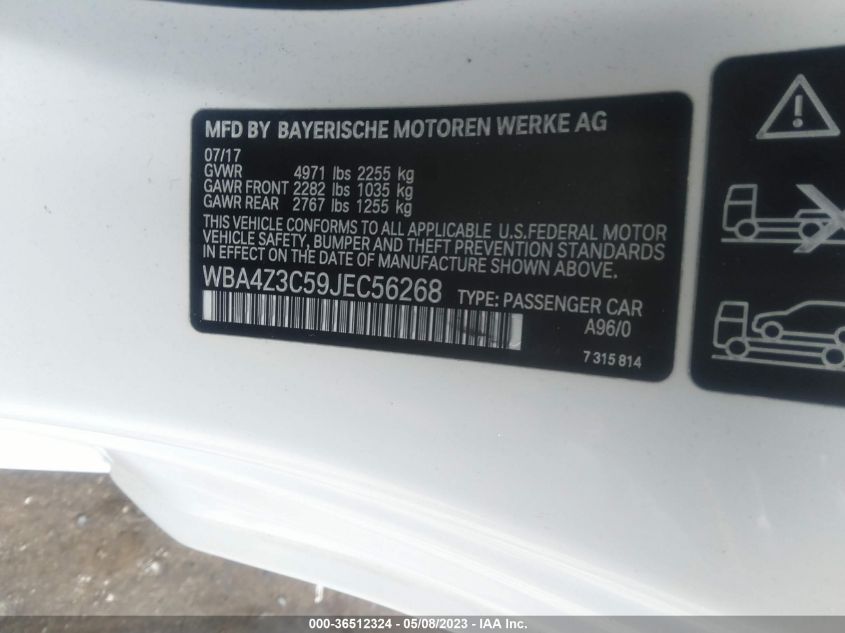 MFD BY BAYERISCHE MOTOREN WERKE AG
07/17
GVWR 4971 lbs 2255 kg
GAWR FRONT 2282 lbs 1035 kg
GAWR REAR 2767 lbs 1255 kg
THIS VEHICLE CONFORMS TO ALL APPLICABLE U.S.FEDERAL MOTOR
VEHICLE SAFETY, BUMPER AND THEFT PREVENTION STANDARDS
IN EFFECT ON THE DATE OF MANUFACTURE SHOWN ABOVE.
WBA4Z3C59JEC56268 TYPE: PASSENGER CAR
A96/0
7 315 814
000-36512324 - 05/08/2023 - IAA Inc.